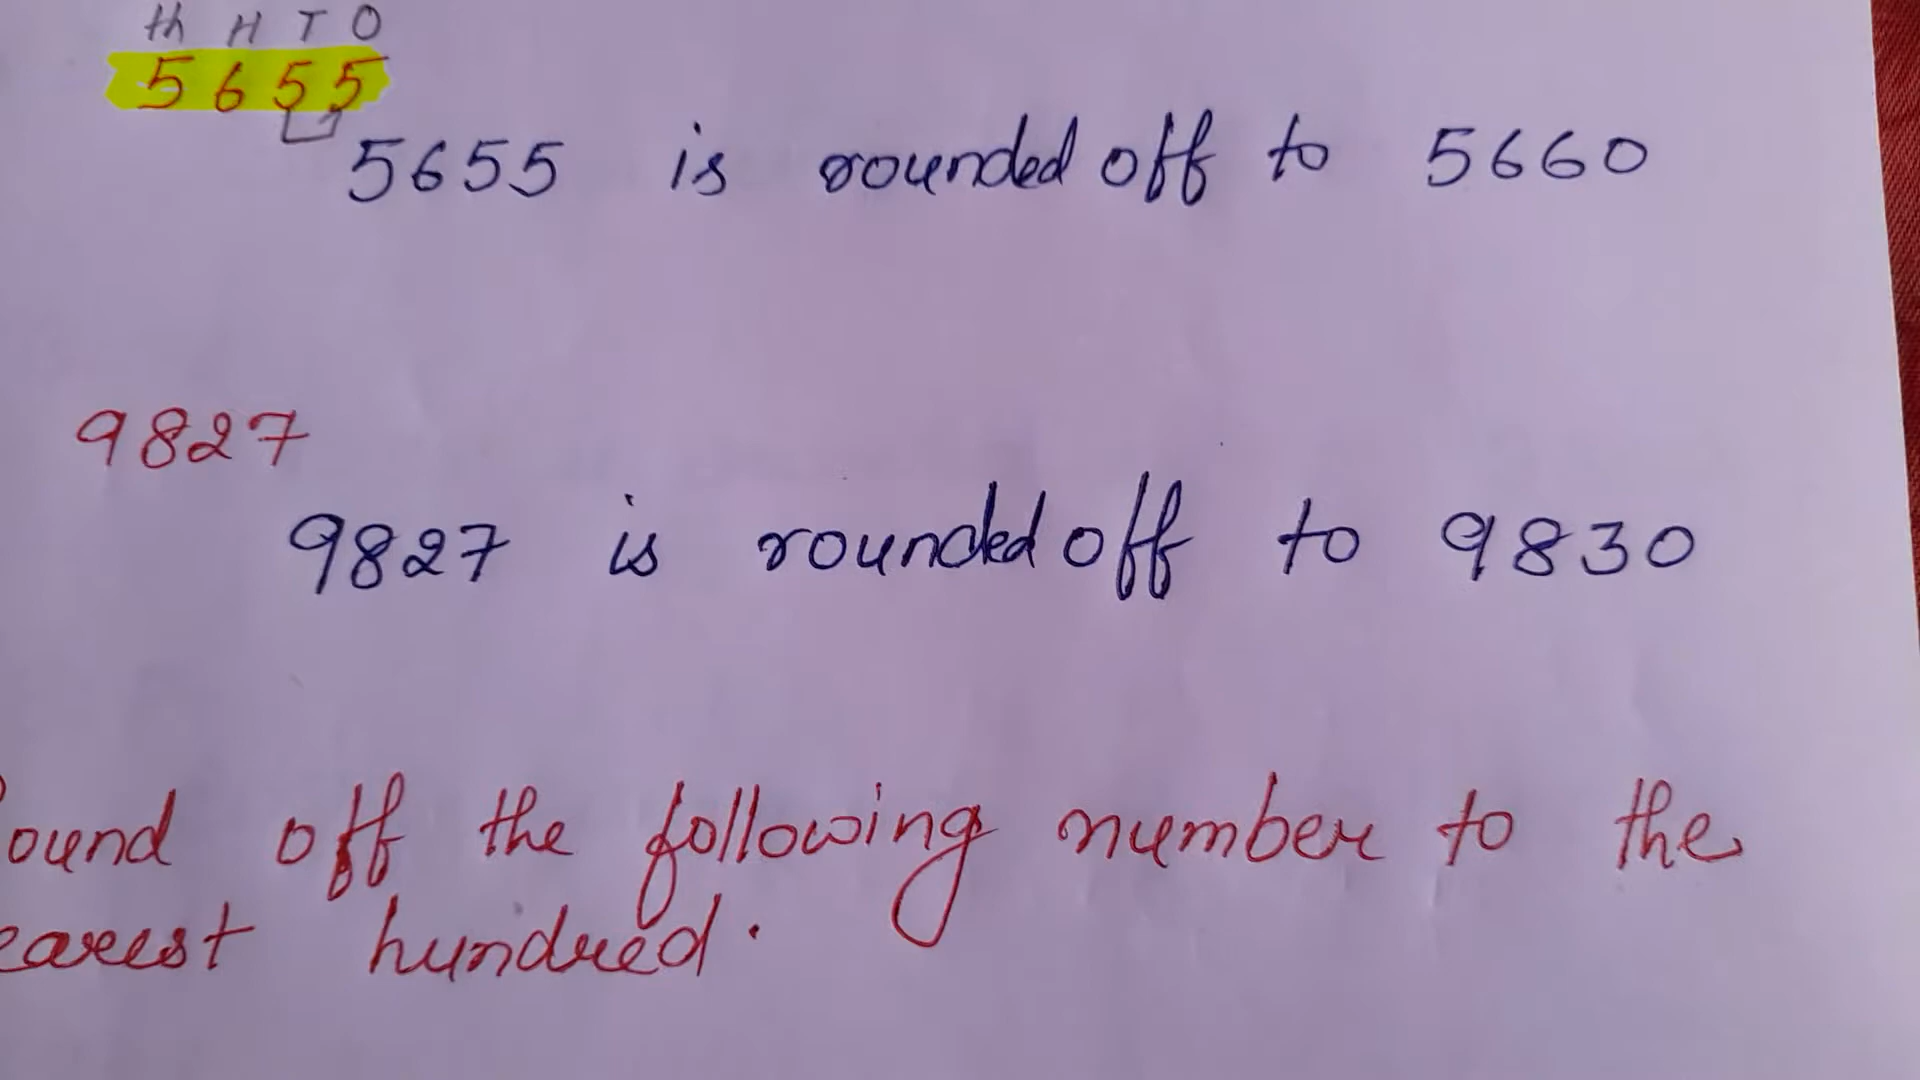 th H T O
5655
5655 is rounded off to 5660
9827
9827 is rounded off to 9830
ound off the following number to the
earest hundred.